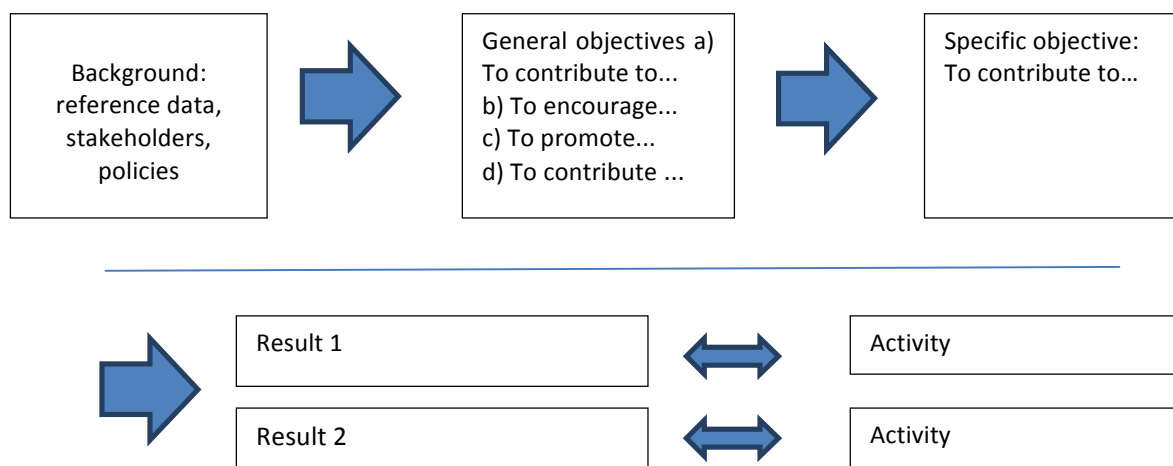 Background:
reference data,
stakeholders,
policies
General objectives a)
To contribute to...
b) To encourage...
c) To promote...
d) To contribute ...
Specific objective:
To contribute to…
Result 1
Activity
Result 2
Activity